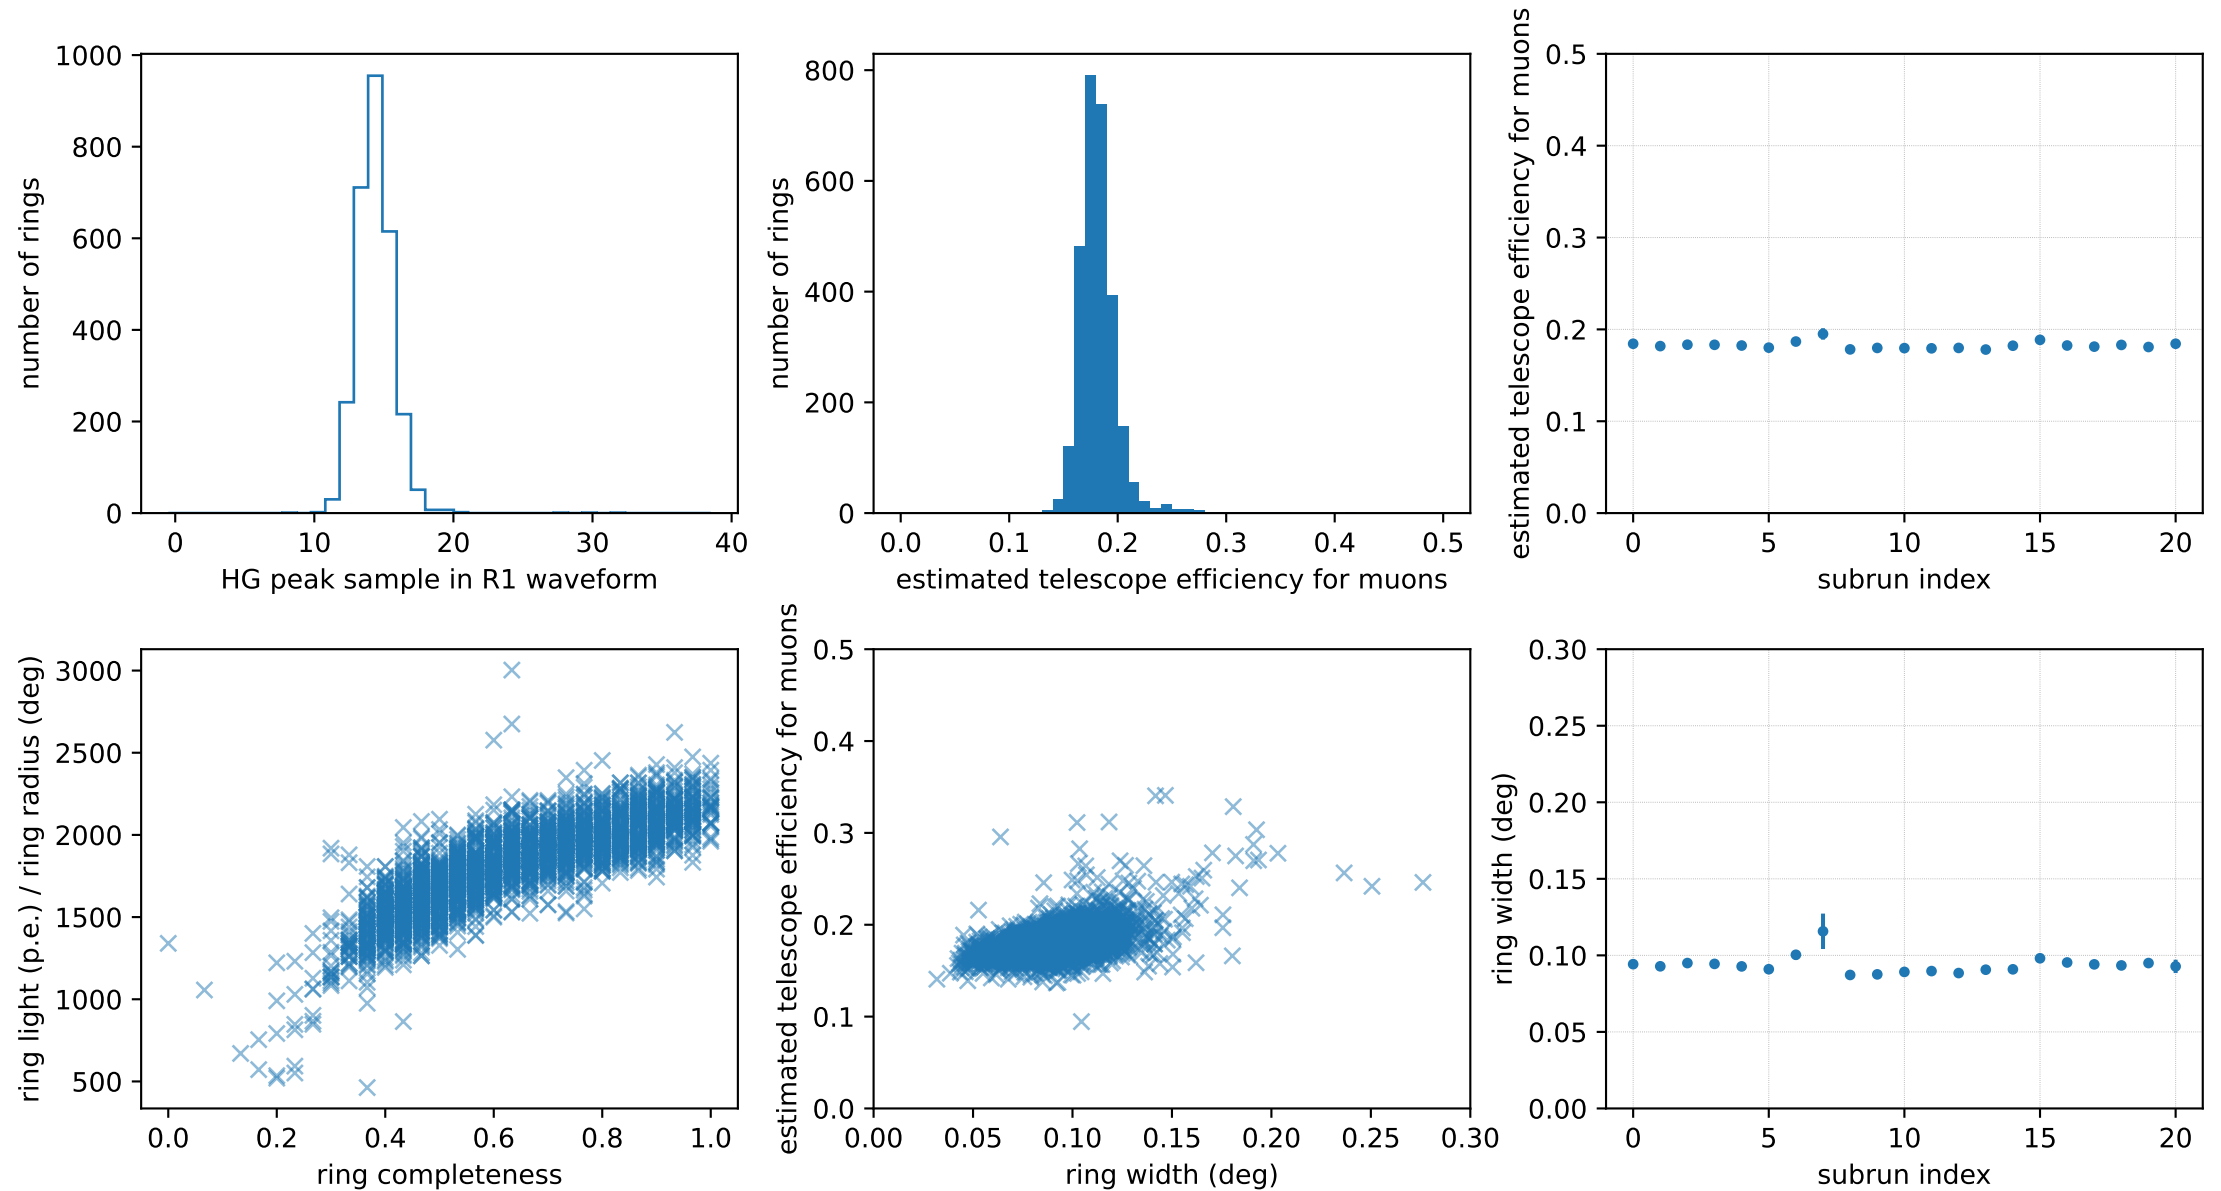 1000
800
600
400
200
0
number of rings
0 10 20 30 40
HG peak sample in R1 waveform
800
600
400
200
0
number of rings
0.0 0.1 0.2 0.3 0.4 0.5
estimated telescope efficiency for muons
0.5
0.4
0.3
0.2
0.1
0.0
estimated telescope efficiency for muons
0 5 10 15 20
subrun index
3000
2500
2000
1500
1000
500
ring light (p.e.) / ring radius (deg)
0.0 0.2 0.4 0.6 0.8 1.0
ring completeness
0.5
0.4
0.3
0.2
0.1
0.0
estimated telescope efficiency for muons
0.00 0.05 0.10 0.15 0.20 0.25 0.30
ring width (deg)
0.30
0.25
0.20
0.15
0.10
0.05
0.00
ring width (deg)
0 5 10 15 20
subrun index